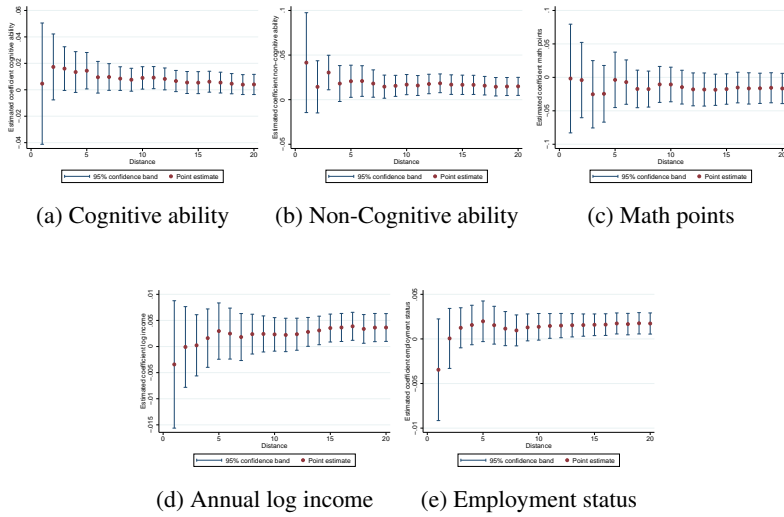 Estimated coefficient cognitive ability
.06
.04
.02
0
-.02
-.04
0
5
10
15
20
Distance
95% confidence band
Point estimate
(a) Cognitive ability
Estimated coefficient non-cognitive ability
.1
.05
0
-.05
0
5
10
15
20
Distance
95% confidence band
Point estimate
(b) Non-Cognitive ability
Estimated coefficient math points
.1
.05
0
-.05
-.1
0
5
10
15
20
Distance
95% confidence band
Point estimate
(c) Math points
Estimated coefficient log income
.01
.005
0
-.005
-.01
-.015
0
5
10
15
20
Distance
95% confidence band
Point estimate
(d) Annual log income
Estimated coefficient employment status
.005
0
-.005
-.01
0
5
10
15
20
Distance
95% confidence band
Point estimate
(e) Employment status